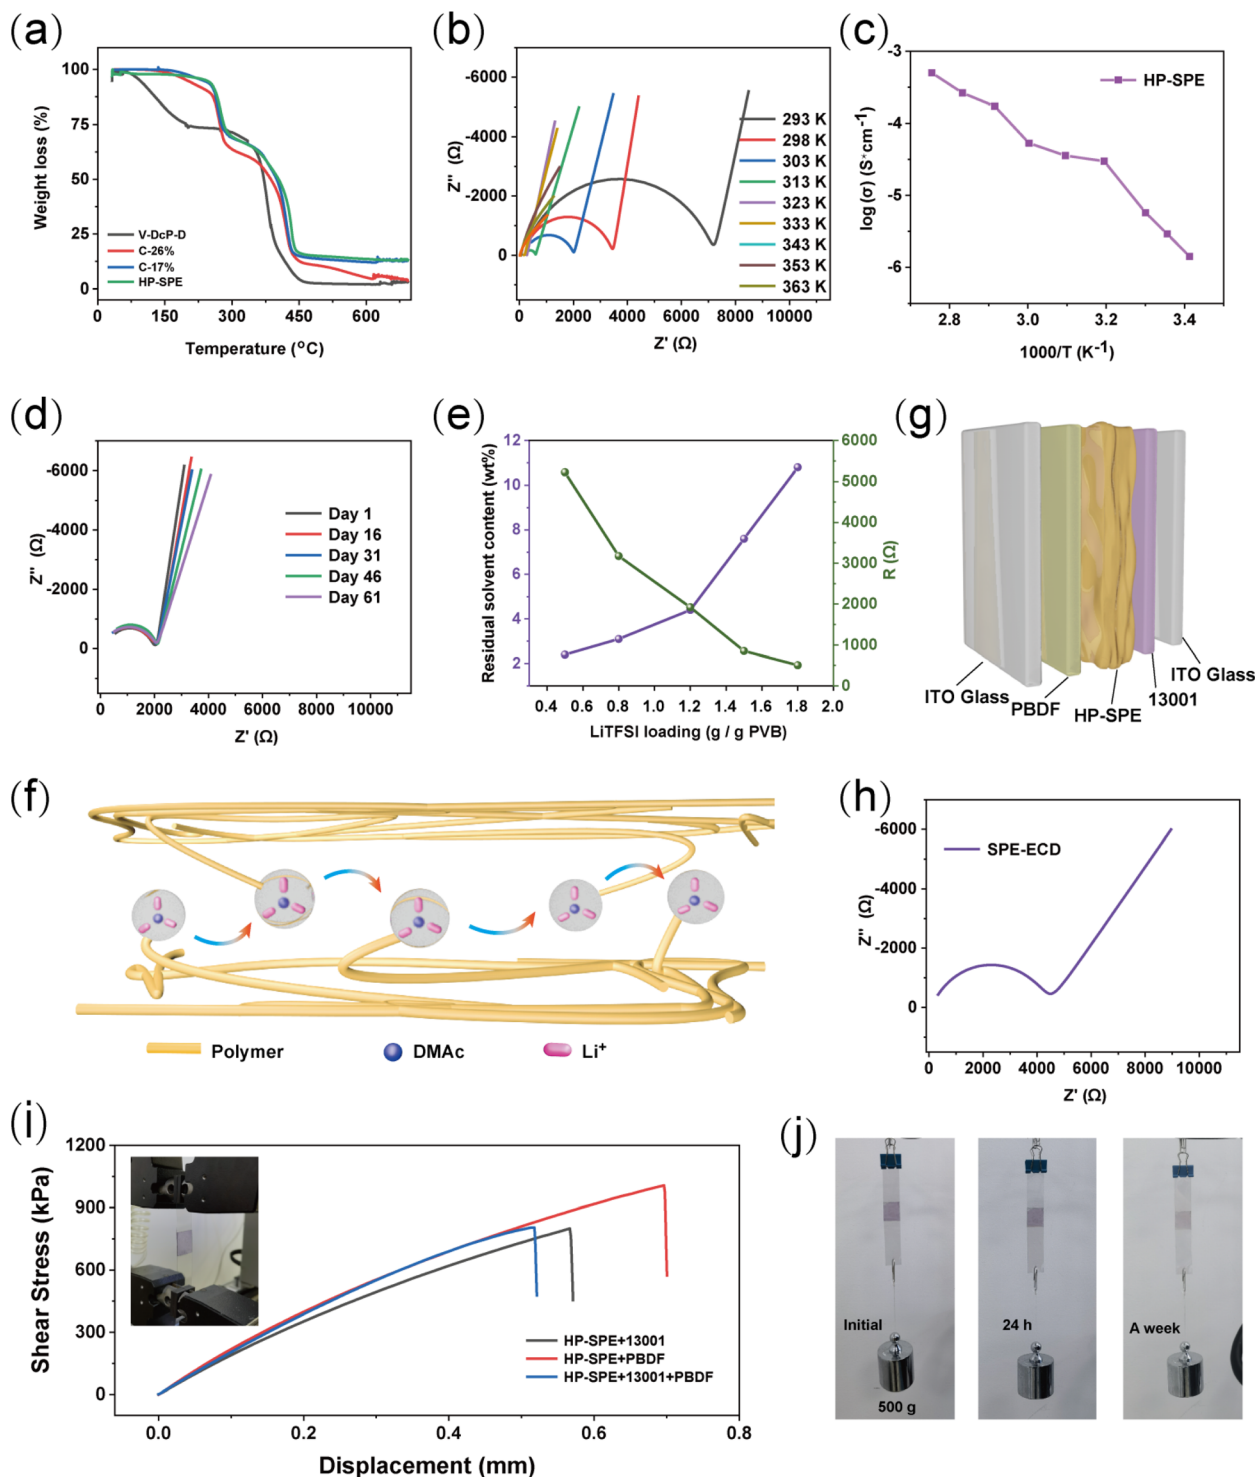 (a)
100
75
50
25
0
Weight loss (%)
V-DcP-D
C-26%
C-17%
HP-SPE
0
150
300
450
600
Temperature (°C)
(b)
-6000
-4000
-2000
0
Z'' (Ω)
293 K
298 K
303 K
313 K
323 K
333 K
343 K
353 K
363 K
0
2000
4000
6000
8000
10000
Z' (Ω)
(c)
-3
-4
-5
-6
log (σ) (S*cm⁻¹)
HP-SPE
2.8
3.0
3.2
3.4
1000/T (K⁻¹)
(d)
-6000
-4000
-2000
0
Z'' (Ω)
Day 1
Day 16
Day 31
Day 46
Day 61
0
2000
4000
6000
8000
10000
Z' (Ω)
(e)
12
10
8
6
4
2
Residual solvent content (wt%)
6000
5000
4000
3000
2000
1000
0
R (Ω)
0.4
0.6
0.8
1.0
1.2
1.4
1.6
1.8
2.0
LiTFSI loading (g / g PVB)
(g)
ITO Glass
PBDF
HP-SPE
13001
ITO Glass
(f)
Polymer
DMAc
Li⁺
(h)
-6000
-4000
-2000
0
Z'' (Ω)
SPE-ECD
0
2000
4000
6000
8000
10000
Z' (Ω)
(i)
1200
900
600
300
0
Shear Stress (kPa)
HP-SPE+13001
HP-SPE+PBDF
HP-SPE+13001+PBDF
0.0
0.2
0.4
0.6
0.8
Displacement (mm)
(j)
Initial
500 g
24 h
A week